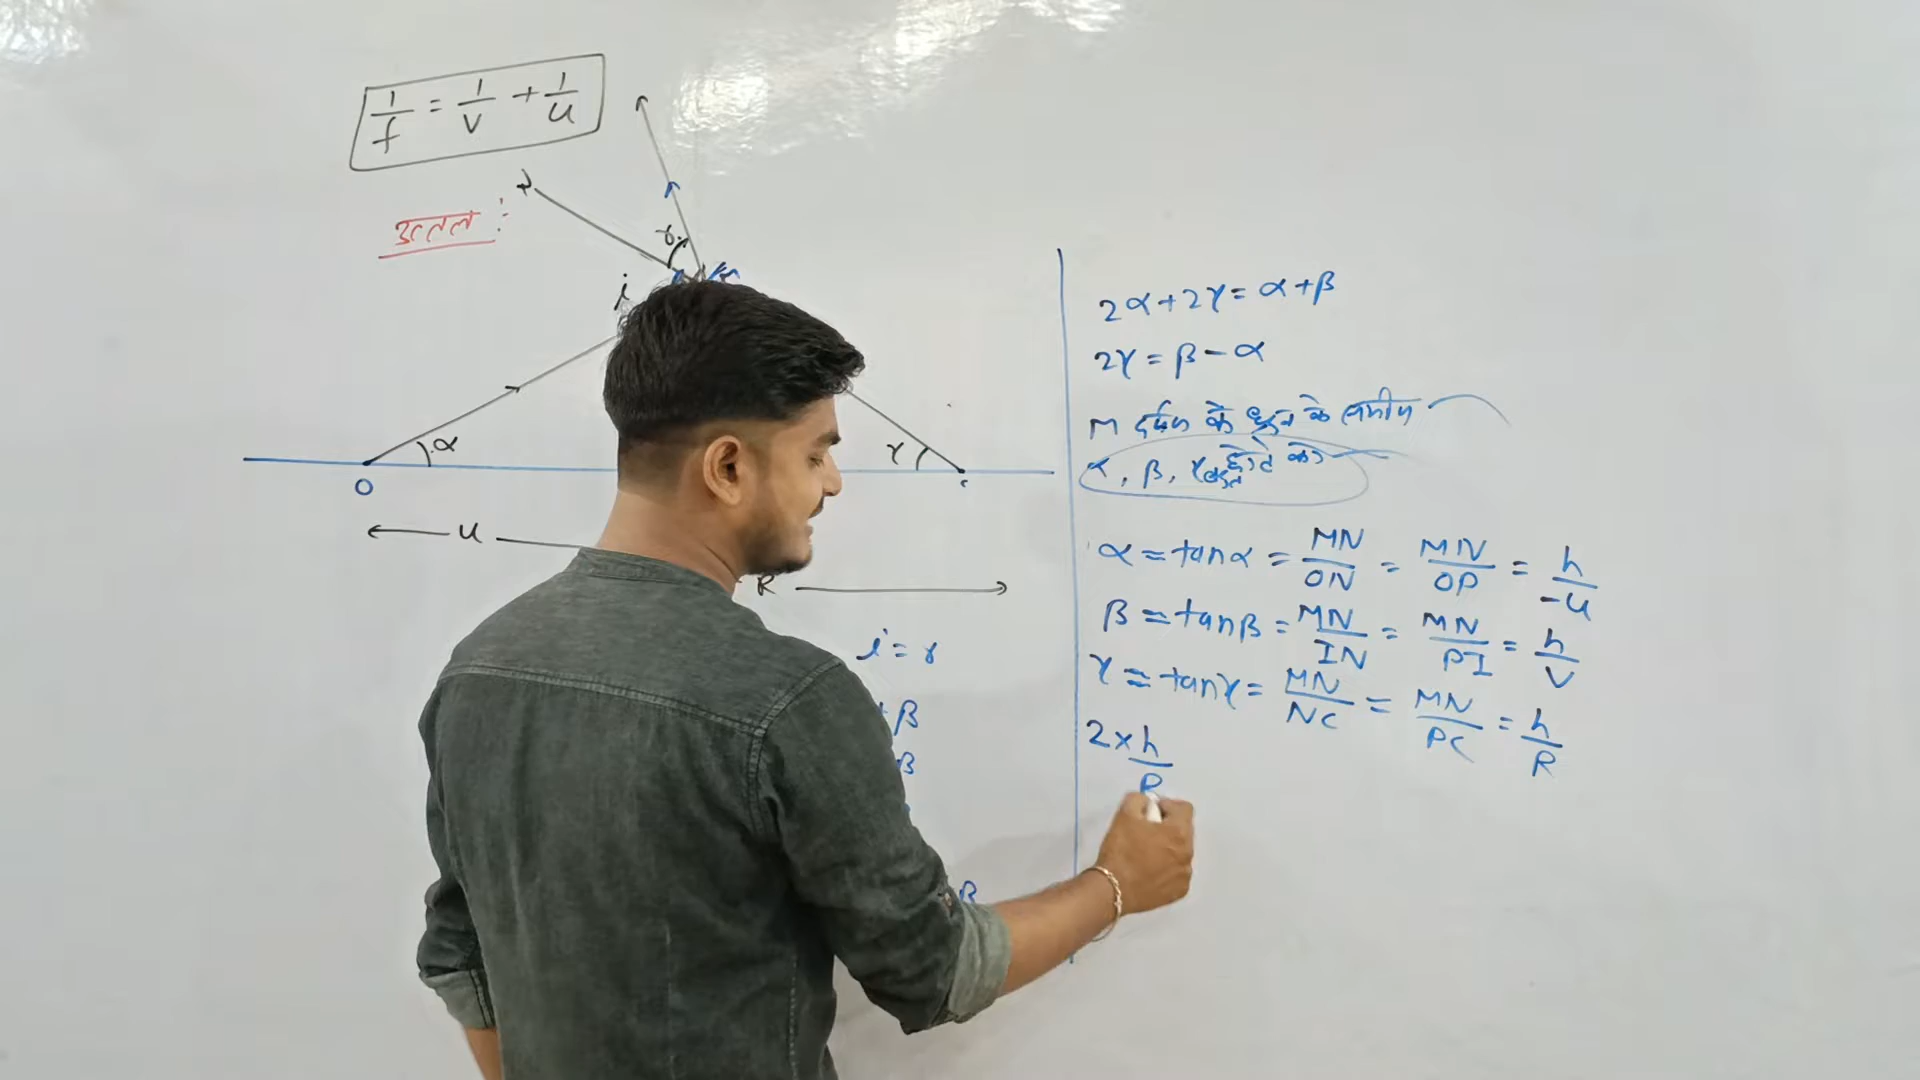 1/f = 1/v + 1/u
उत्तल :-
r
i
α
γ
O
u
R
i = r
+ β
β
β
2α + 2γ = α + β
2γ = β - α
M दर्पण के ध्रुव के समीप
α, β, γ होने को
α ≈ tanα = MN/ON = MN/OP = h/-u
β ≈ tanβ = MN/IN = MN/PI = h/v
γ ≈ tanγ = MN/NC = MN/PC = h/R
2 × h/R